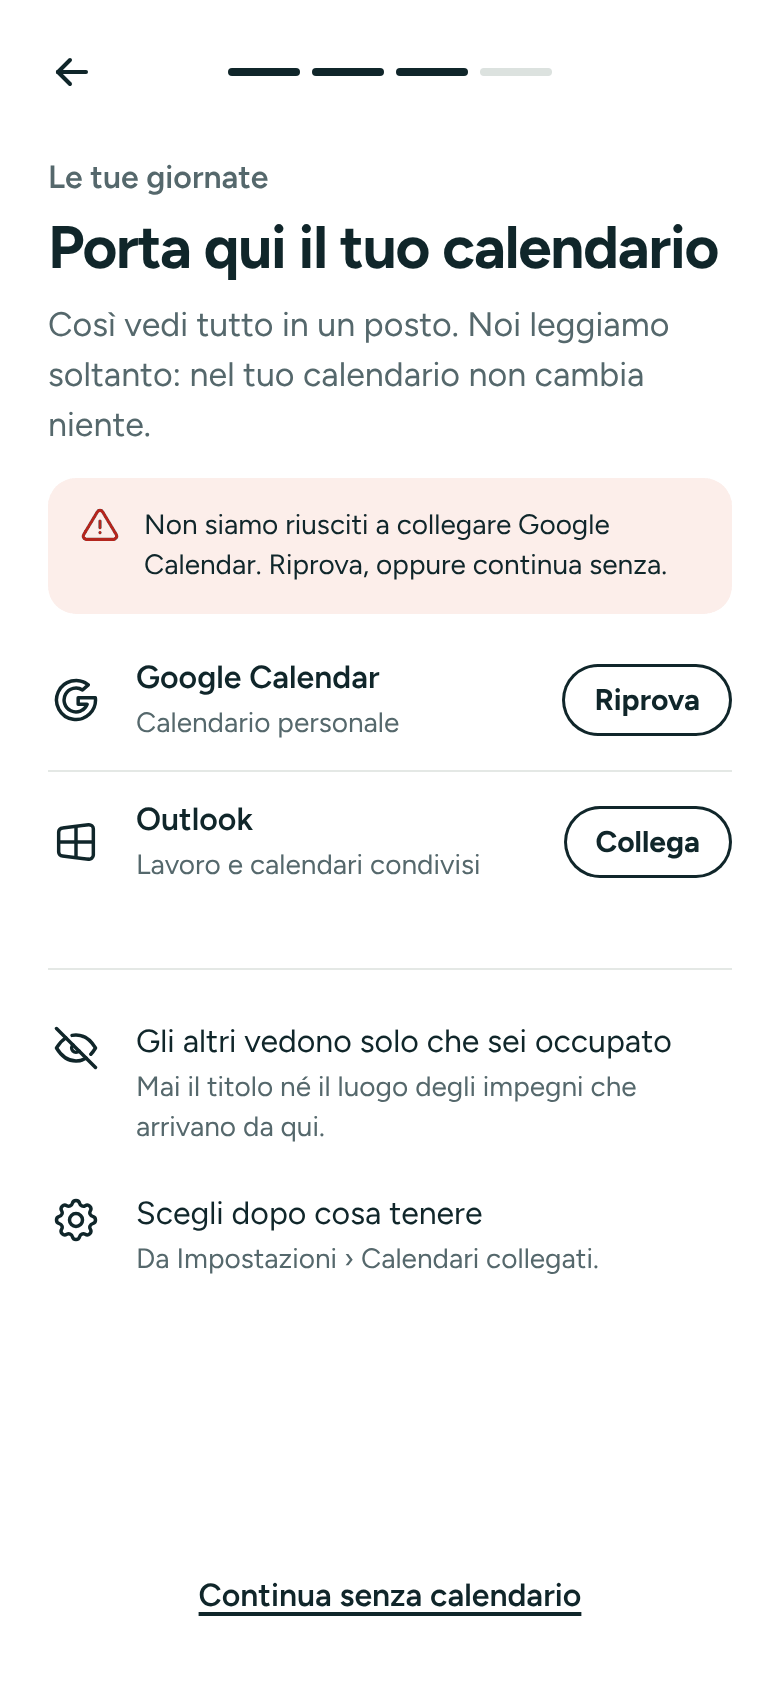 Le tue giornate
Porta qui il tuo calendario
Così vedi tutto in un posto. Noi leggiamo
soltanto: nel tuo calendario non cambia
niente.
Non siamo riusciti a collegare Google
Calendar. Riprova, oppure continua senza.
Google Calendar
Calendario personale
Riprova
Outlook
Lavoro e calendari condivisi
Collega
Gli altri vedono solo che sei occupato
Mai il titolo né il luogo degli impegni che
arrivano da qui.
Scegli dopo cosa tenere
Da Impostazioni › Calendari collegati.
Continua senza calendario